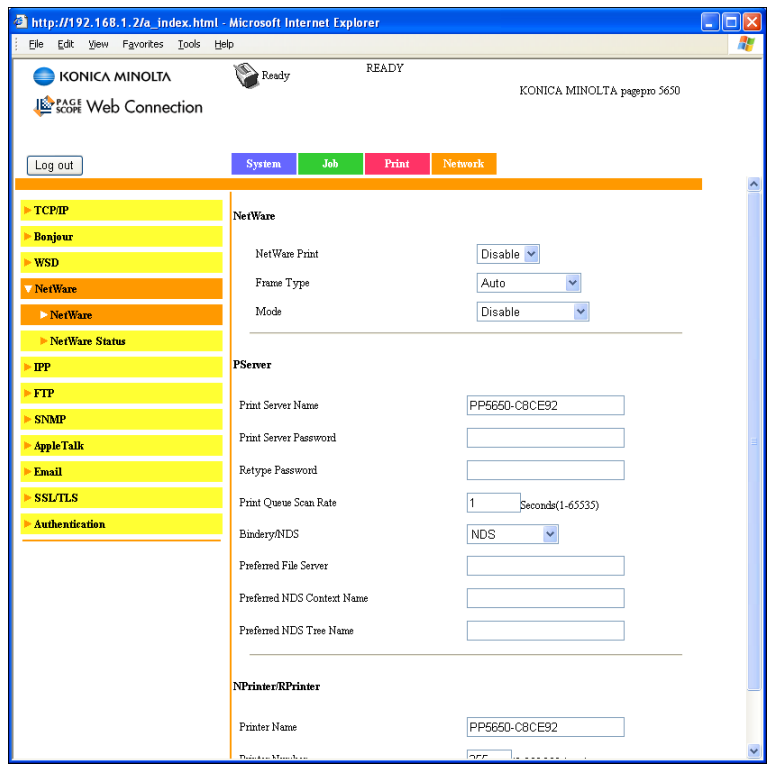 http://192.168.1.2/a_index.html - Microsoft Internet Explorer
File Edit View Favorites Tools Help
KONICA MINOLTA
Ready
READY
KONICA MINOLTA pagepro 5650
PAGE SCOPE Web Connection
Log out
System Job Print Network
TCP/IP
Bonjour
WSD
NetWare
NetWare
NetWare Status
IPP
FTP
SNMP
AppleTalk
Email
SSL/TLS
Authentication
NetWare
NetWare Print Disable
Frame Type Auto
Mode Disable
PServer
Print Server Name PP5650-C8CE92
Print Server Password
Retype Password
Print Queue Scan Rate 1 Seconds(1-65535)
Bindery/NDS NDS
Preferred File Server
Preferred NDS Context Name
Preferred NDS Tree Name
NPrinter/RPrinter
Printer Name PP5650-C8CE92
Printer Number 255